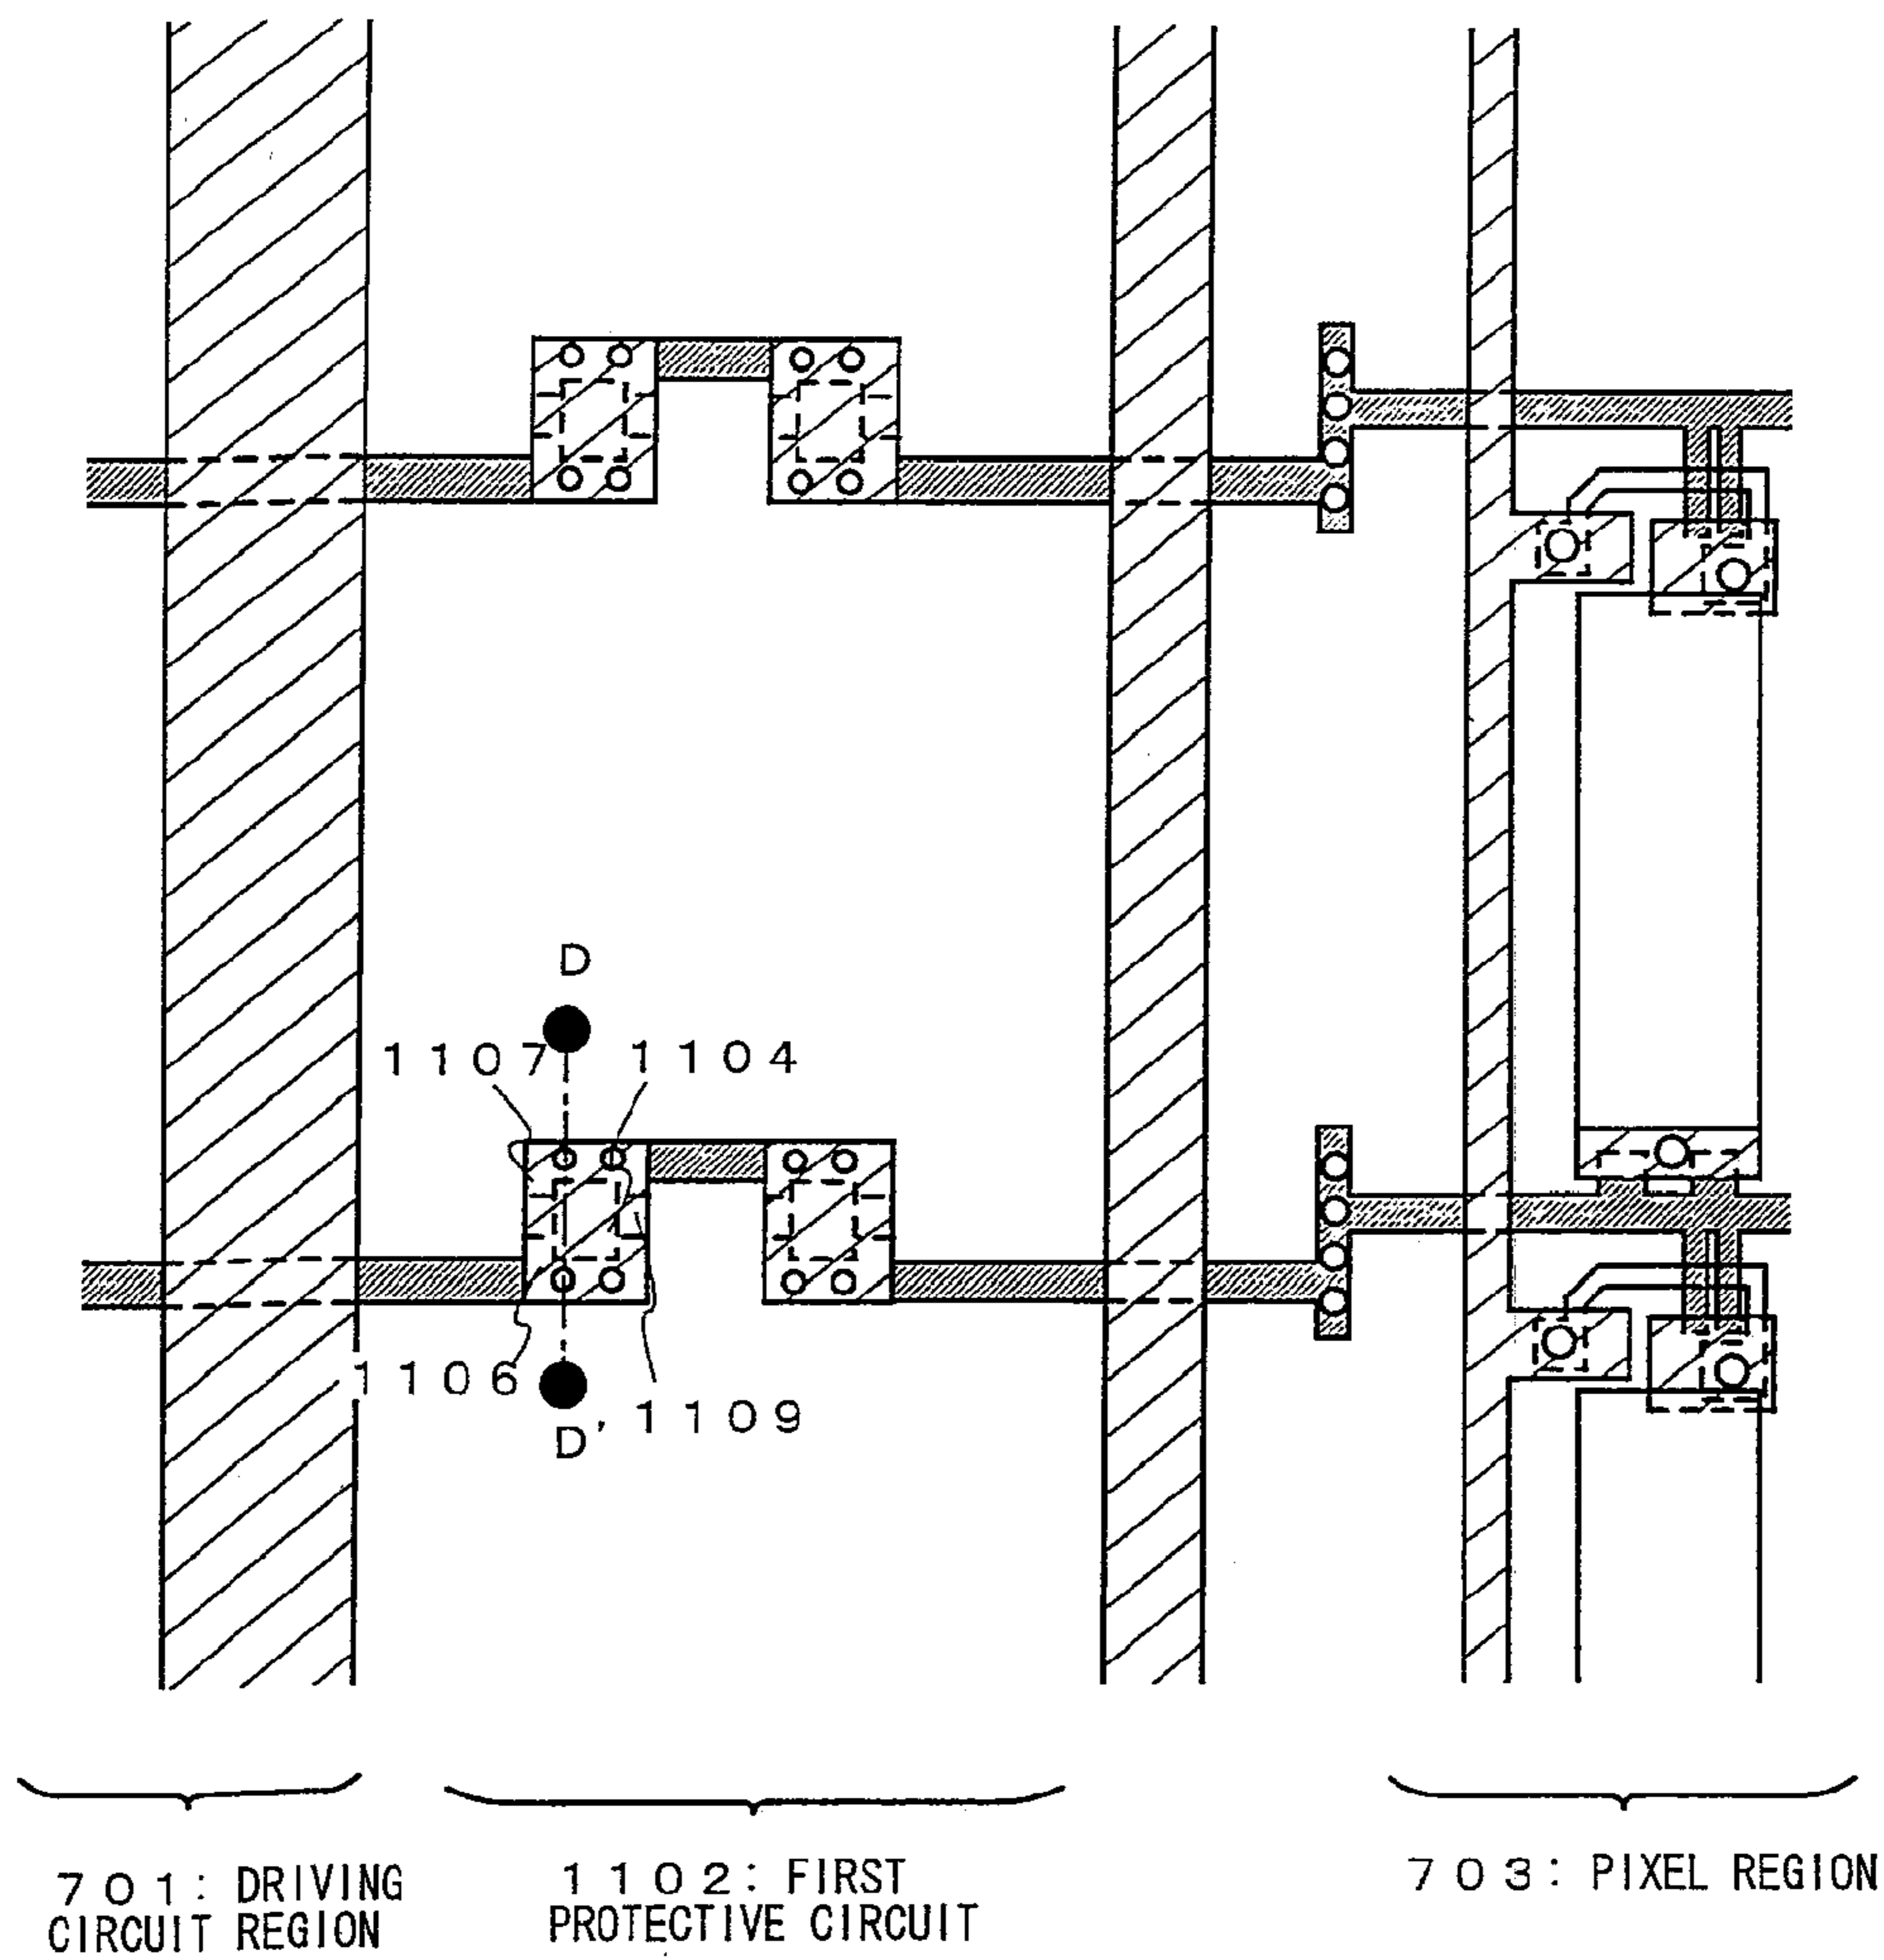 D
1107 1104
1106
D' 1109
701: DRIVING
CIRCUIT REGION
1102: FIRST
PROTECTIVE CIRCUIT
703: PIXEL REGION